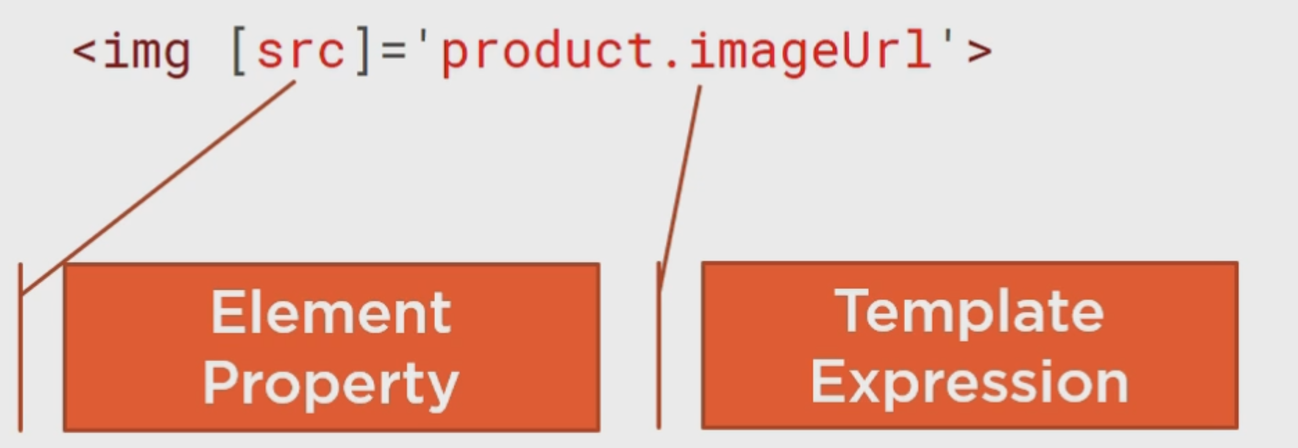 <img [src]='product.imageUrl'>
Element
Property
Template
Expression